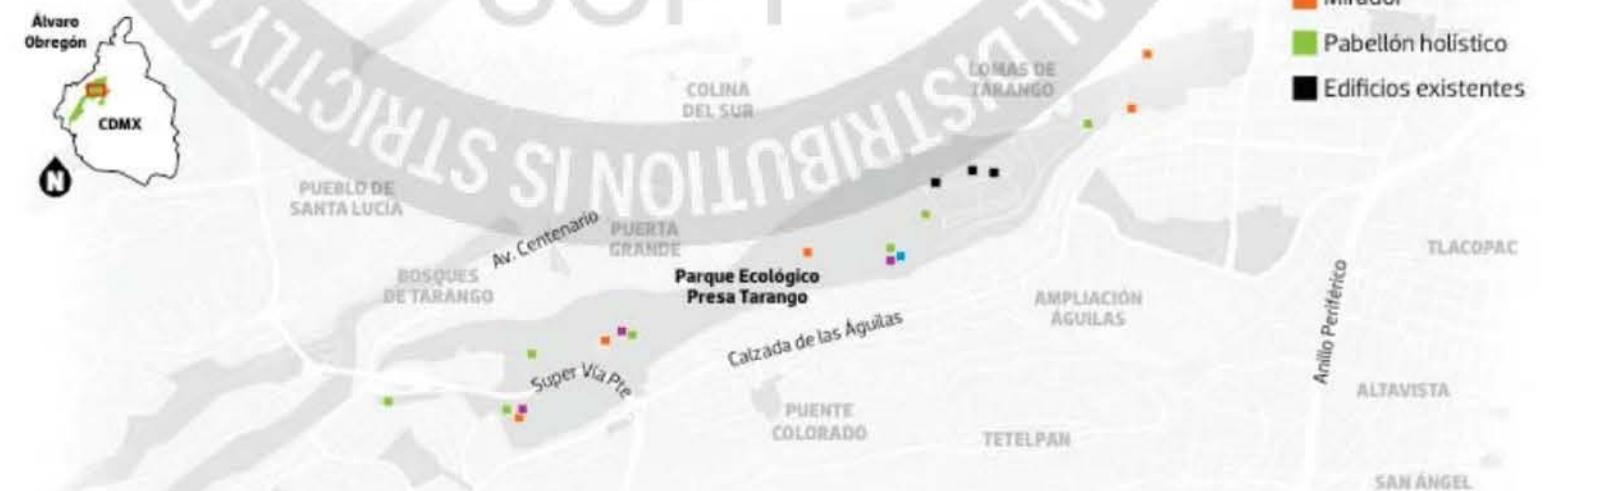 Álvaro
Obregón
CDMX
N
COPY
STRICTLY
DISTRIBUTION IS
Mirador
Pabellón holístico
Edificios existentes
COLINA
DEL SUR
LOMAS DE
TARANGO
PUEBLO DE
SANTA LUCÍA
Av. Centenario
PUERTA
GRANDE
BOSQUES
DE TARANGO
Parque Ecológico
Presa Tarango
TLACOPAC
AMPLIACIÓN
ÁGUILAS
Calzada de las Águilas
Anillo Periférico
Super Vía Pte
ALTAVISTA
PUENTE
COLORADO
TETELPAN
SAN ÁNGEL